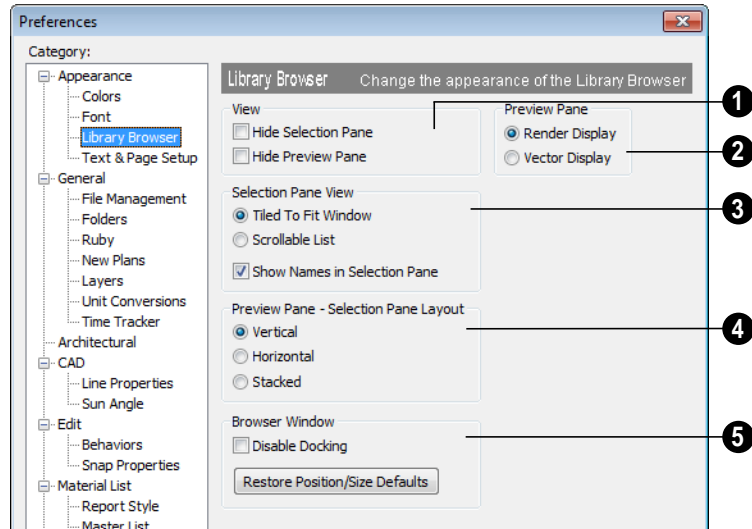 Preferences
Category:
Appearance
Colors
Font
Library Browser
Text & Page Setup
General
File Management
Folders
Ruby
New Plans
Layers
Unit Conversions
Time Tracker
Architectural
CAD
Line Properties
Sun Angle
Edit
Behaviors
Snap Properties
Material List
Report Style
Master List
Library Browser Change the appearance of the Library Browser
View
Hide Selection Pane
Hide Preview Pane
1
Preview Pane
Render Display
Vector Display
2
Selection Pane View
Tiled To Fit Window
Scrollable List
Show Names in Selection Pane
3
Preview Pane - Selection Pane Layout
Vertical
Horizontal
Stacked
4
Browser Window
Disable Docking
Restore Position/Size Defaults
5